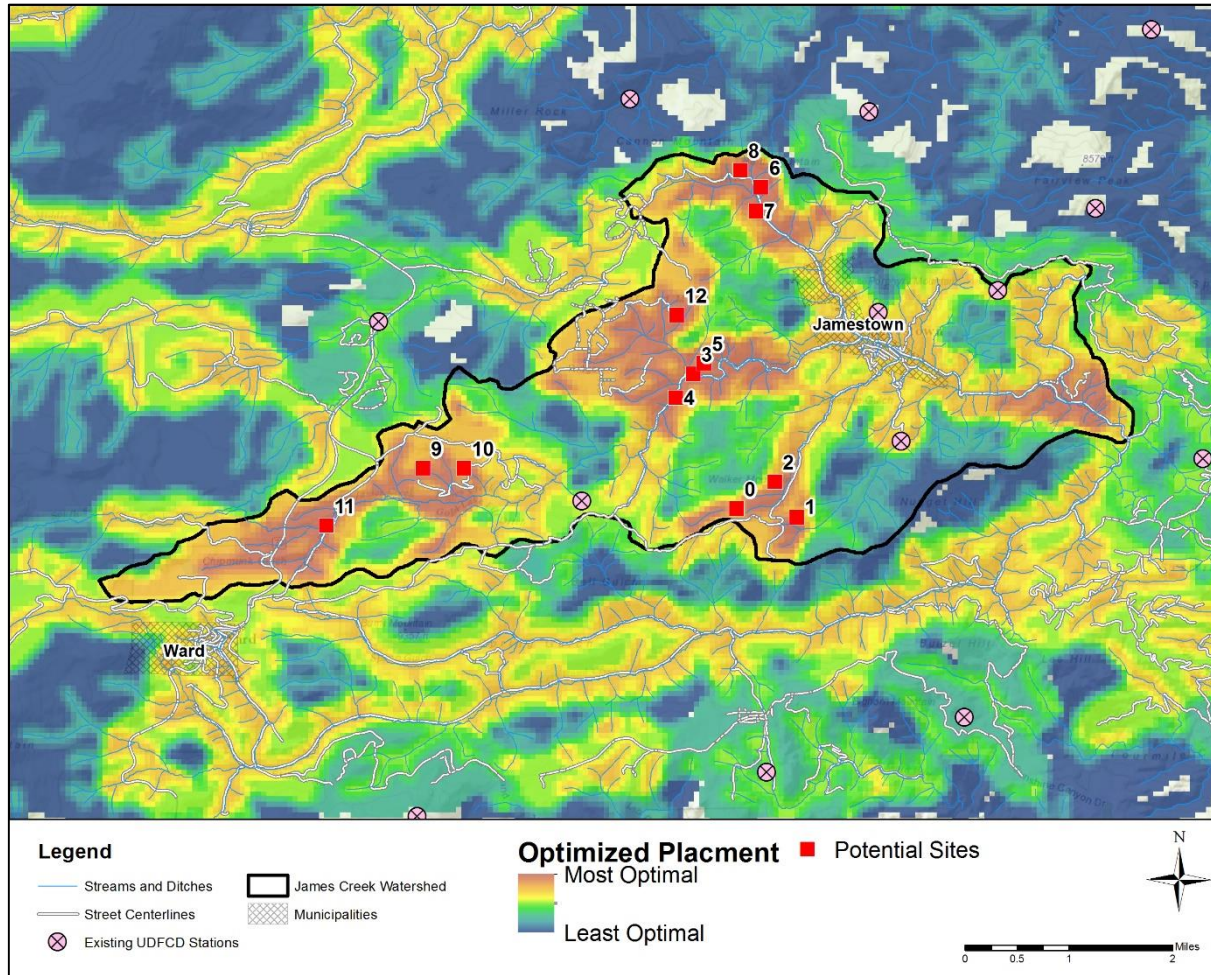 Miller Rock
8
6
7
Fairview Peak
12
Jamestown
5
3
4
9
10
2
0
1
11
Ward
Legend
Streams and Ditches
Street Centerlines
Existing UDFCD Stations
James Creek Watershed
Municipalities
Optimized Placment
Most Optimal
Least Optimal
Potential Sites
N
0 0.5 1 2
Miles